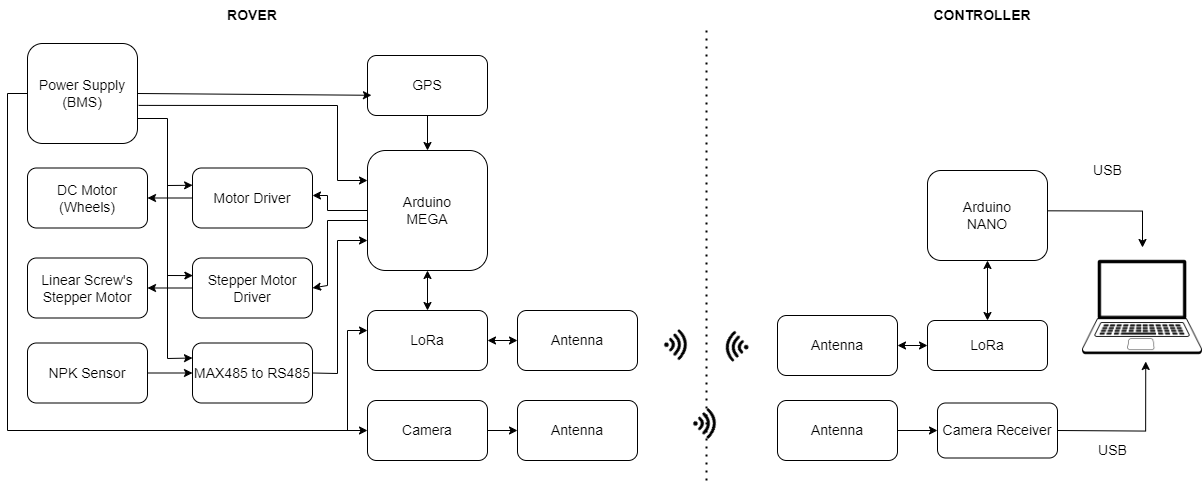 ROVER
CONTROLLER
Power Supply
(BMS)
GPS
DC Motor
(Wheels)
Motor Driver
Arduino
MEGA
Arduino
NANO
USB
Linear Screw's
Stepper Motor
Stepper Motor
Driver
LoRa
Antenna
Antenna
LoRa
NPK Sensor
MAX485 to RS485
Camera
Antenna
Antenna
Camera Receiver
USB